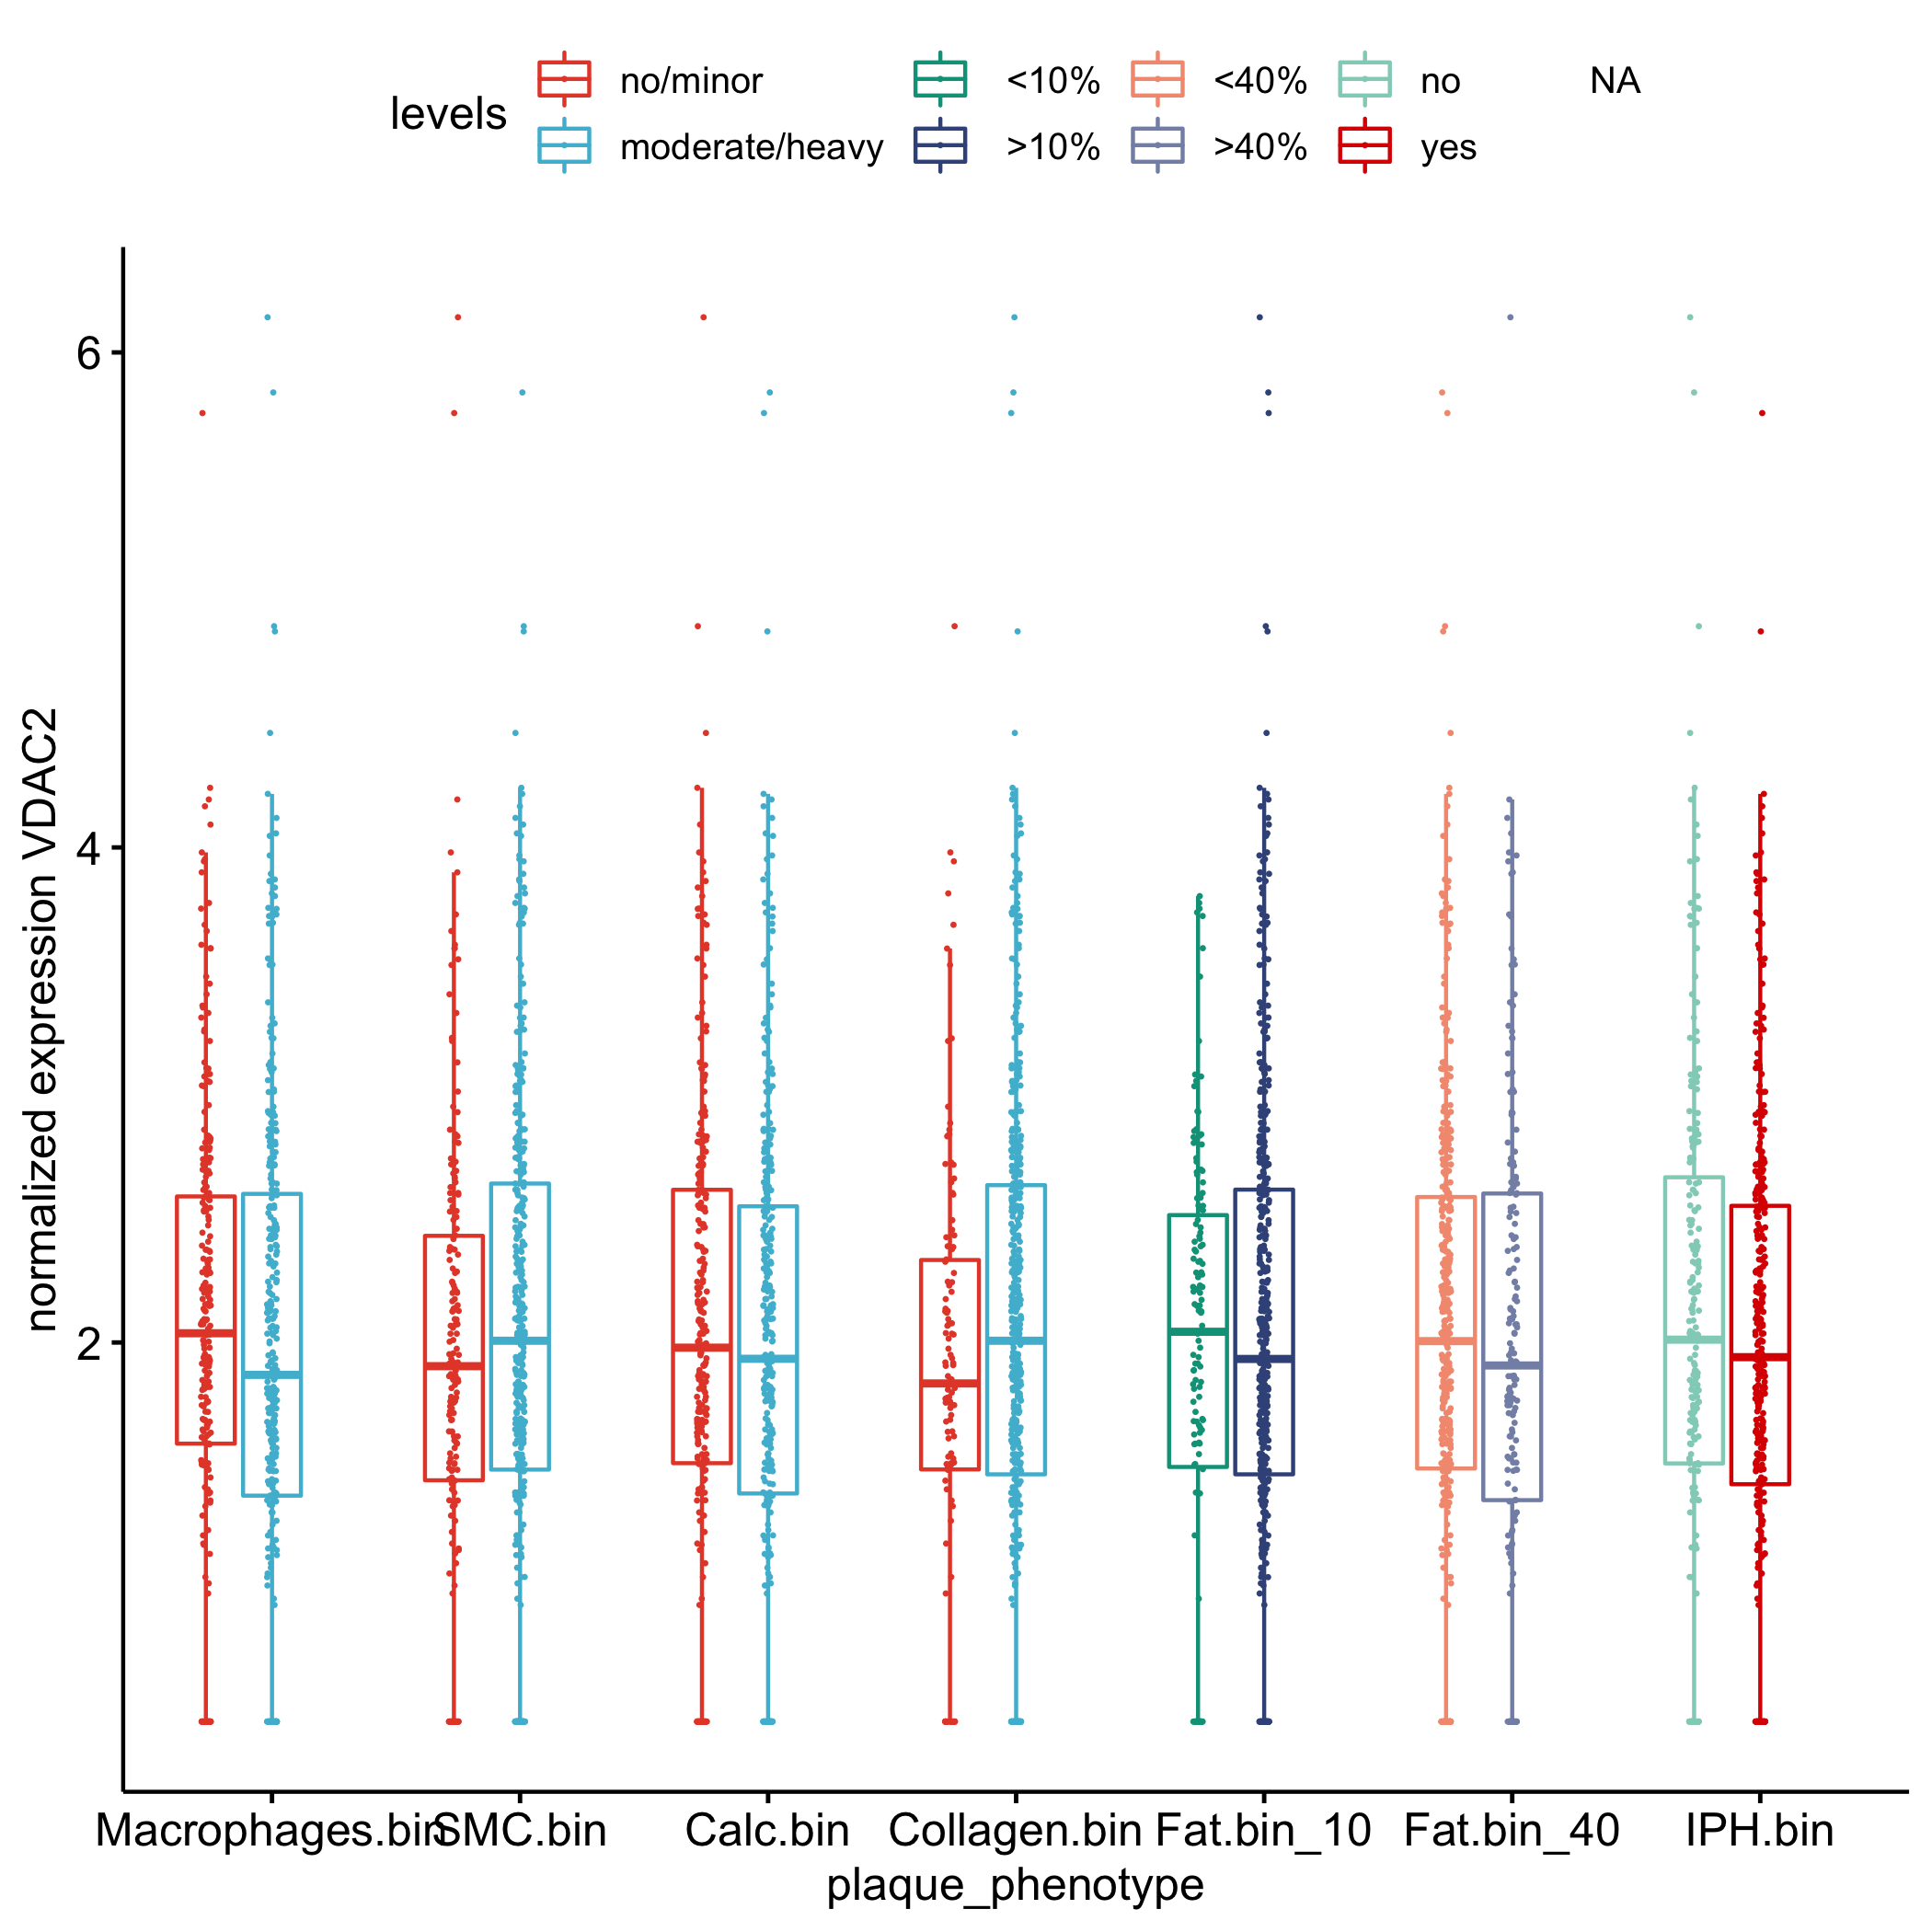 levels
no/minor <10% <40% no NA
moderate/heavy >10% >40% yes
normalized expression VDAC2
6
4
2
Macrophages.bin SMC.bin Calc.bin Collagen.bin Fat.bin_10 Fat.bin_40 IPH.bin
plaque_phenotype